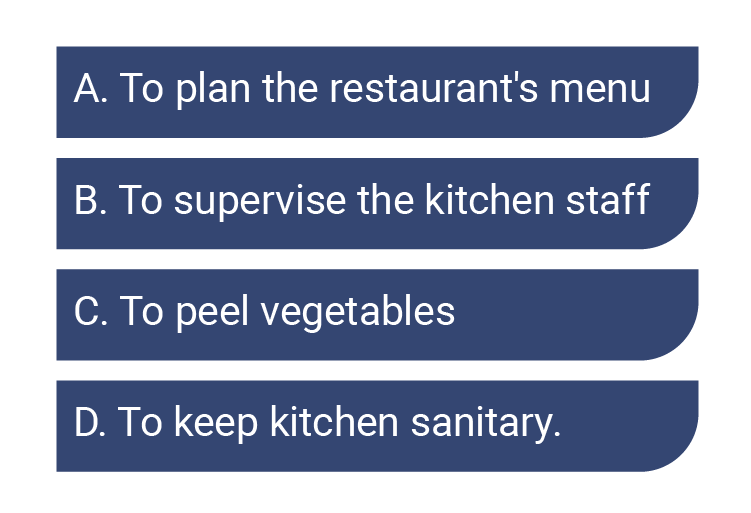 A. To plan the restaurant's menu
B. To supervise the kitchen staff
C. To peel vegetables
D. To keep kitchen sanitary.